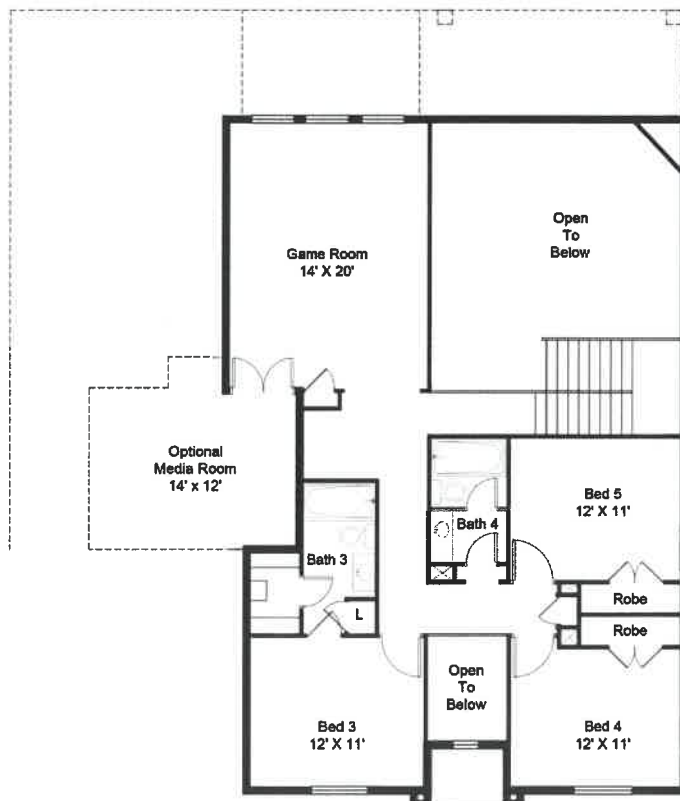 Open
To
Below
Game Room
14' X 20'
Optional
Media Room
14' x 12'
Bed 5
12' X 11'
Bath 4
Bath 3
Robe
L
Robe
Open
To
Below
Bed 3
12' X 11'
Bed 4
12' X 11'